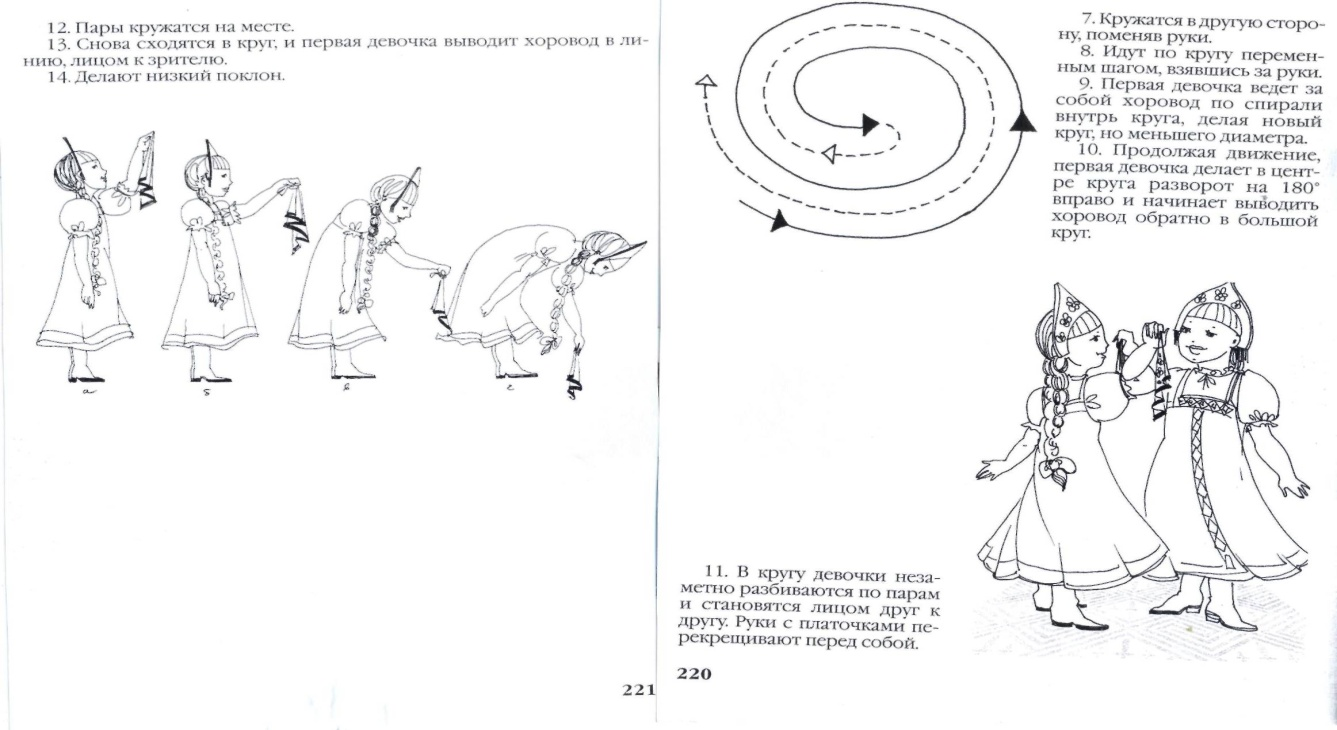 12. Пары кружатся на месте.
13. Снова сходятся в круг, и первая девочка выводит хоровод в ли-
нию, лицом к зрителю.
14. Делают низкий поклон.
а
б
в
г
221
7. Кружатся в другую сторо-
ну, поменяв руки.
8. Идут по кругу перемен-
ным шагом, взявшись за руки.
9. Первая девочка ведет за
собой хоровод по спирали
внутрь круга, делая новый
круг, но меньшего диаметра.
10. Продолжая движение,
первая девочка делает в цент-
ре круга разворот на 180°
вправо и начинает выводить
хоровод обратно в большой
круг.
11. В кругу девочки неза-
метно разбиваются по парам
и становятся лицом друг к
другу. Руки с платочками пе-
рекрещивают перед собой.
220